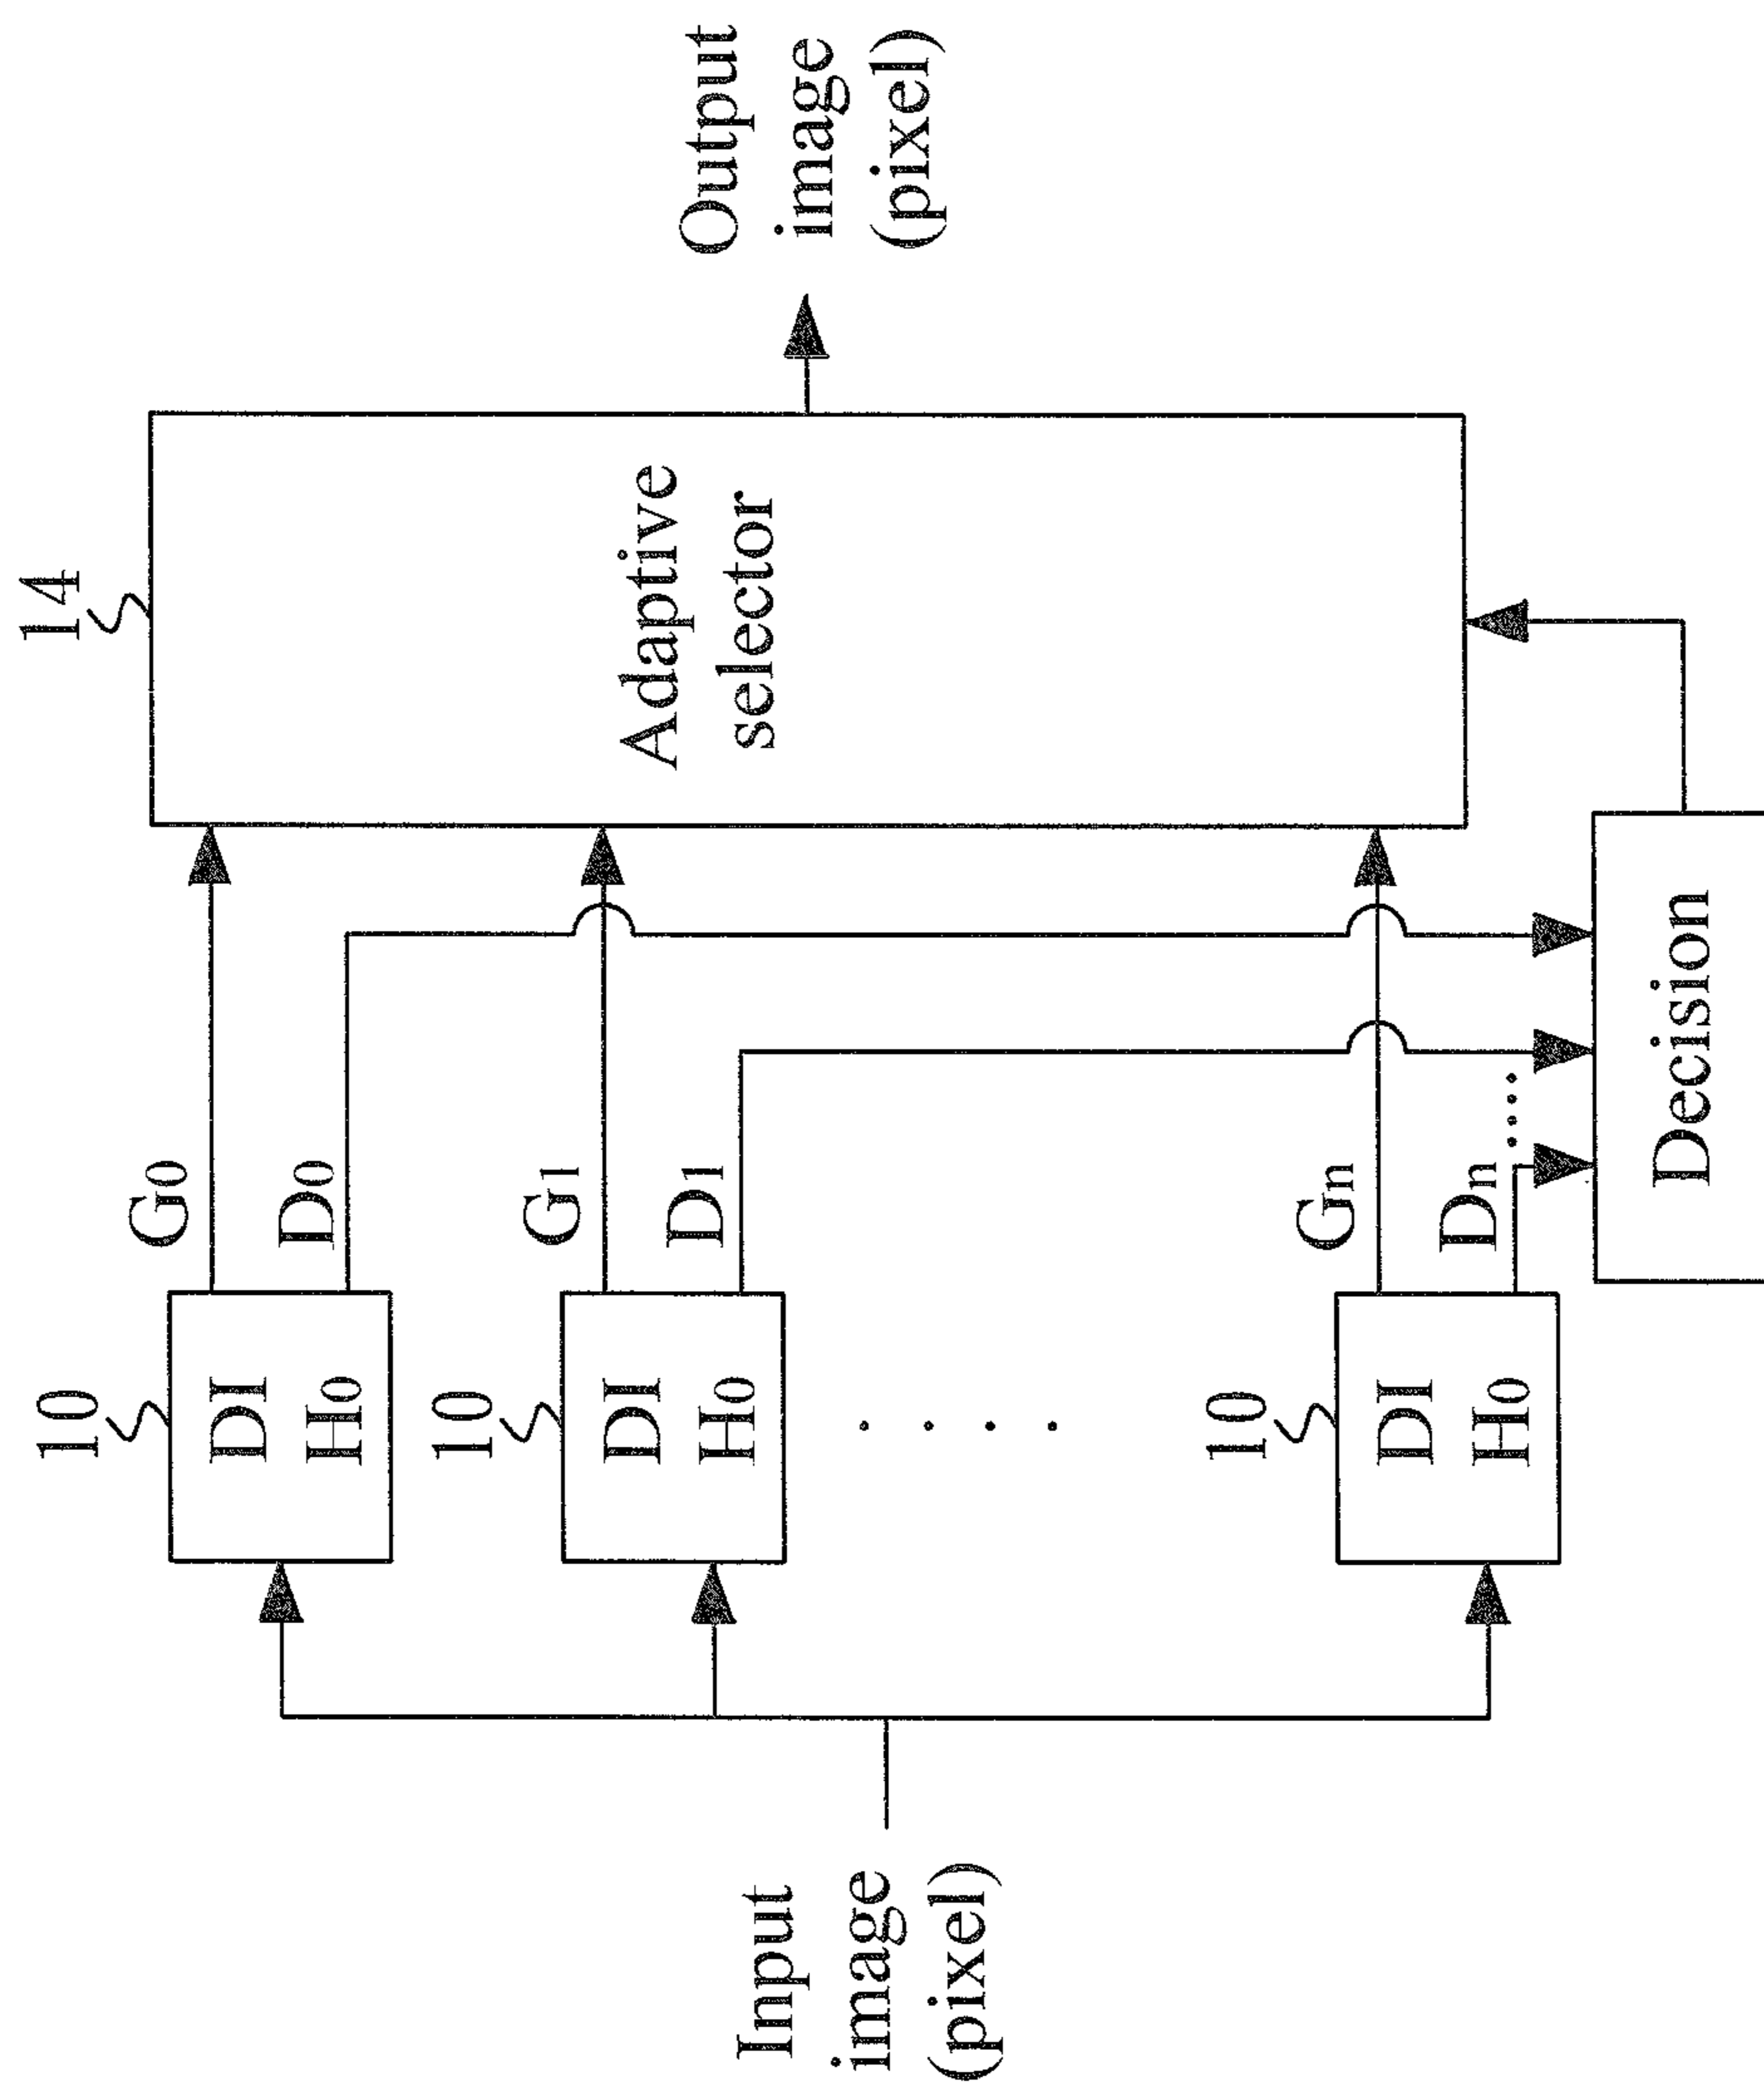 14
10
DI
H0
G0
D0
10
DI
H0
G1
D1
. . . .
10
DI
H0
Gn
Dn
....
Input
image
(pixel)
Adaptive
selector
Output
image
(pixel)
Decision